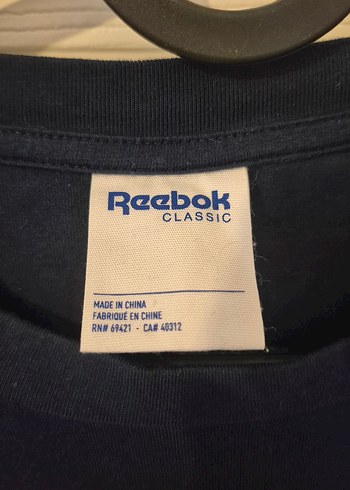 Reebok
CLASSIC
MADE IN CHINA
FABRIQUÉ EN CHINE
RN# 69421 - CA# 40312